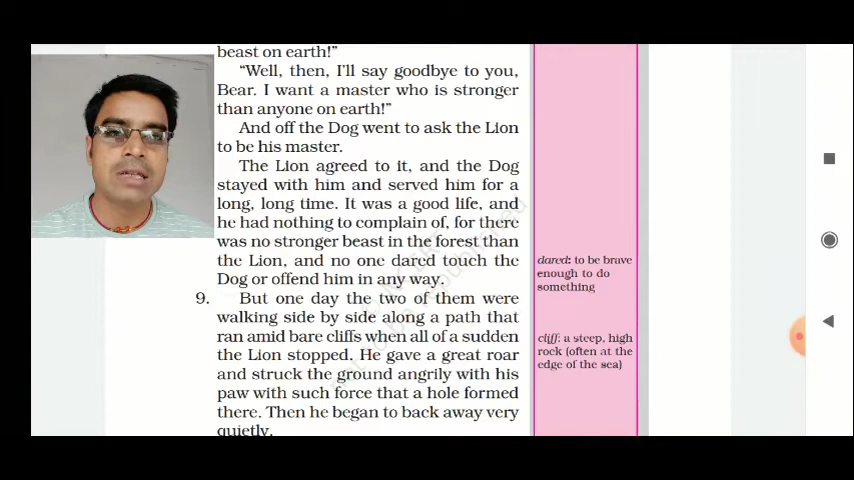 beast on earth!”
“Well, then, I’ll say goodbye to you,
Bear. I want a master who is stronger
than anyone on earth!”
And off the Dog went to ask the Lion
to be his master.
The Lion agreed to it, and the Dog
stayed with him and served him for a
long, long time. It was a good life, and
he had nothing to complain of, for there
was no stronger beast in the forest than
the Lion, and no one dared touch the
Dog or offend him in any way.
9. But one day the two of them were
walking side by side along a path that
ran amid bare cliffs when all of a sudden
the Lion stopped. He gave a great roar
and struck the ground angrily with his
paw with such force that a hole formed
there. Then he began to back away very
quietly.
dared: to be brave
enough to do
something
cliff: a steep, high
rock (often at the
edge of the sea)